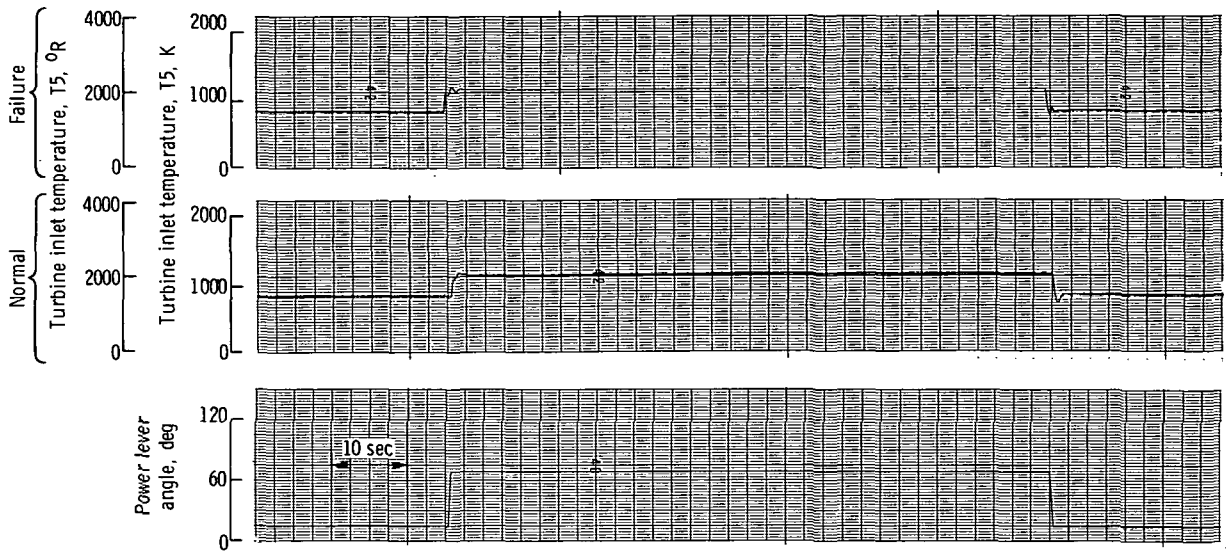 Failure
Turbine inlet temperature, T5, °R
4000
2000
0
Turbine inlet temperature, T5, K
2000
1000
0
Normal
Turbine inlet temperature, T5, °R
4000
2000
0
Turbine inlet temperature, T5, K
2000
1000
0
Power lever
angle, deg
120
60
0
10 sec